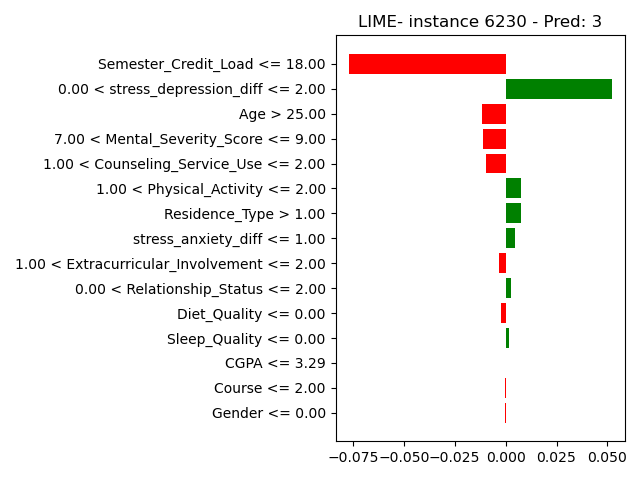 LIME- instance 6230 - Pred: 3
Semester_Credit_Load <= 18.00
0.00 < stress_depression_diff <= 2.00
Age > 25.00
7.00 < Mental_Severity_Score <= 9.00
1.00 < Counseling_Service_Use <= 2.00
1.00 < Physical_Activity <= 2.00
Residence_Type > 1.00
stress_anxiety_diff <= 1.00
1.00 < Extracurricular_Involvement <= 2.00
0.00 < Relationship_Status <= 2.00
Diet_Quality <= 0.00
Sleep_Quality <= 0.00
CGPA <= 3.29
Course <= 2.00
Gender <= 0.00
−0.075 −0.050 −0.025 0.000 0.025 0.050